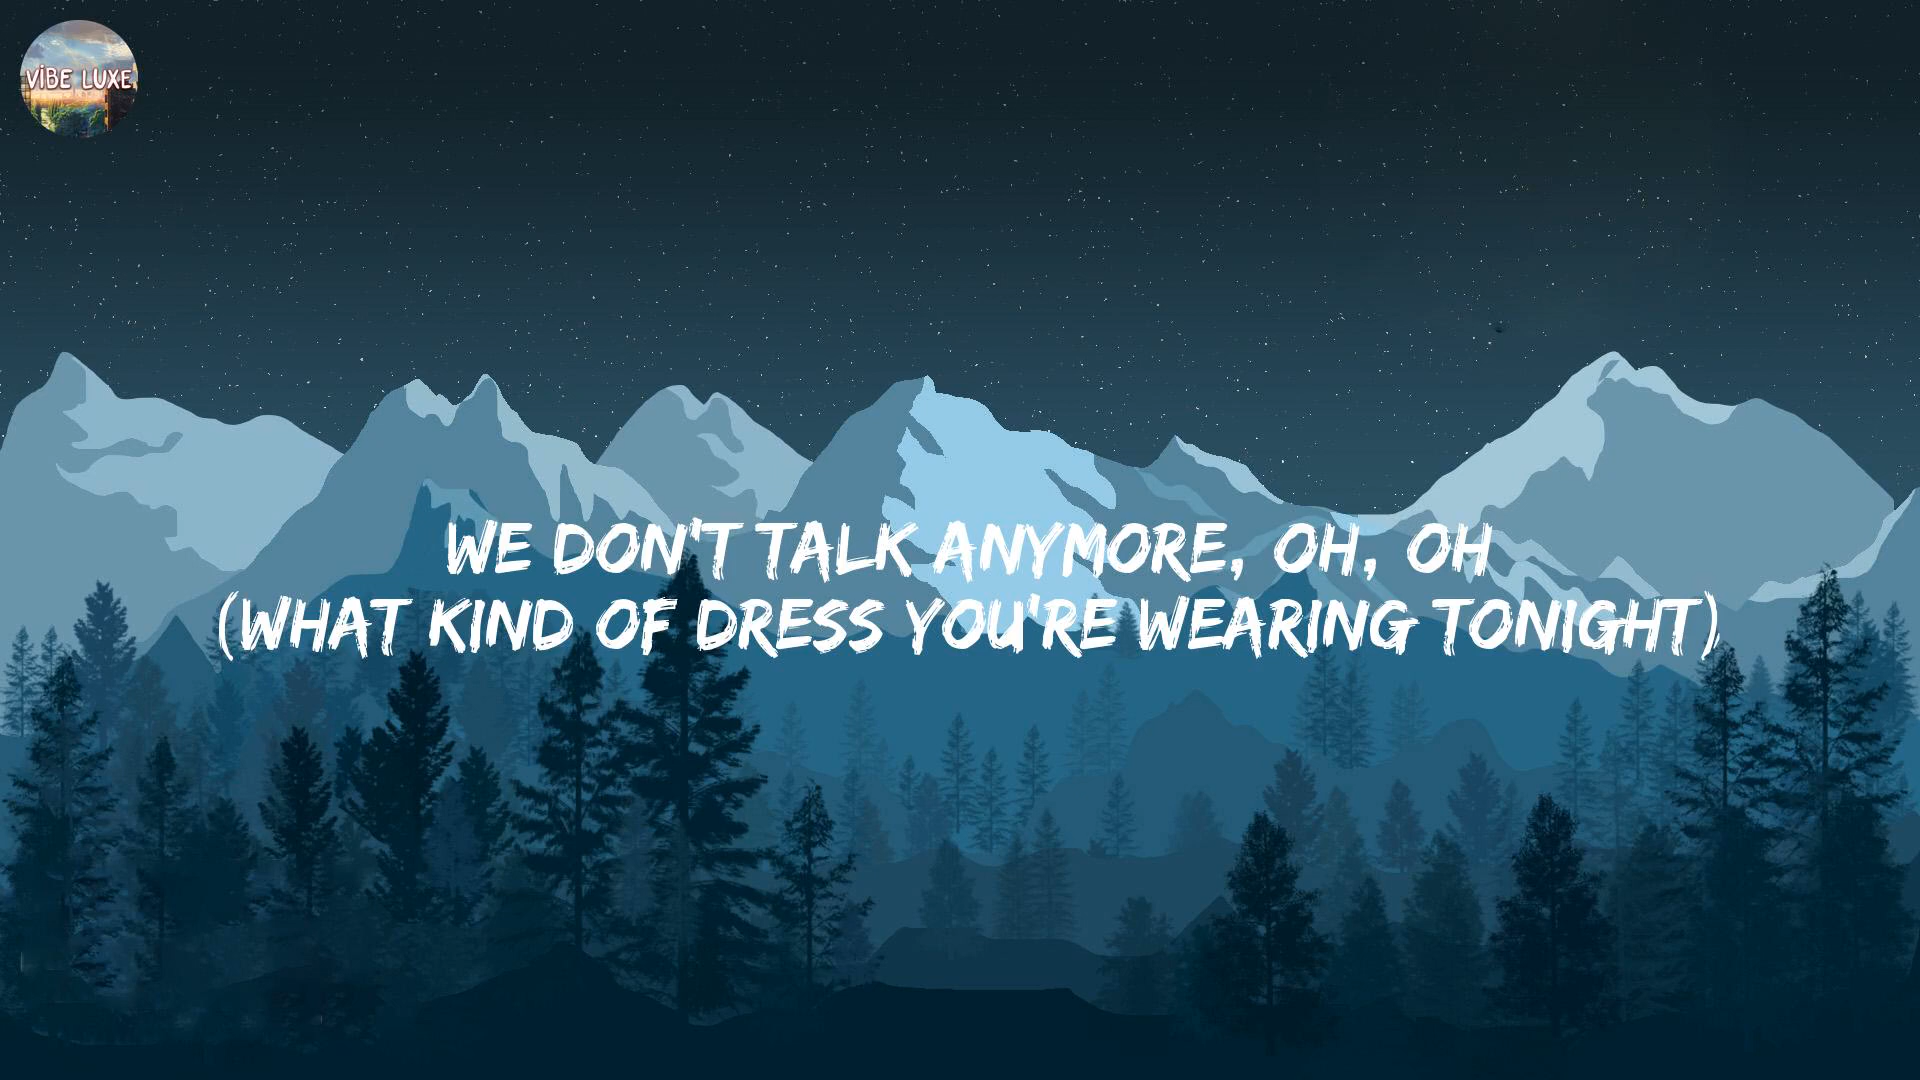 VİBE LUXE
WE DON'T TALK ANYMORE, OH, OH
(WHAT KIND OF DRESS YOU'RE WEARING TONIGHT)